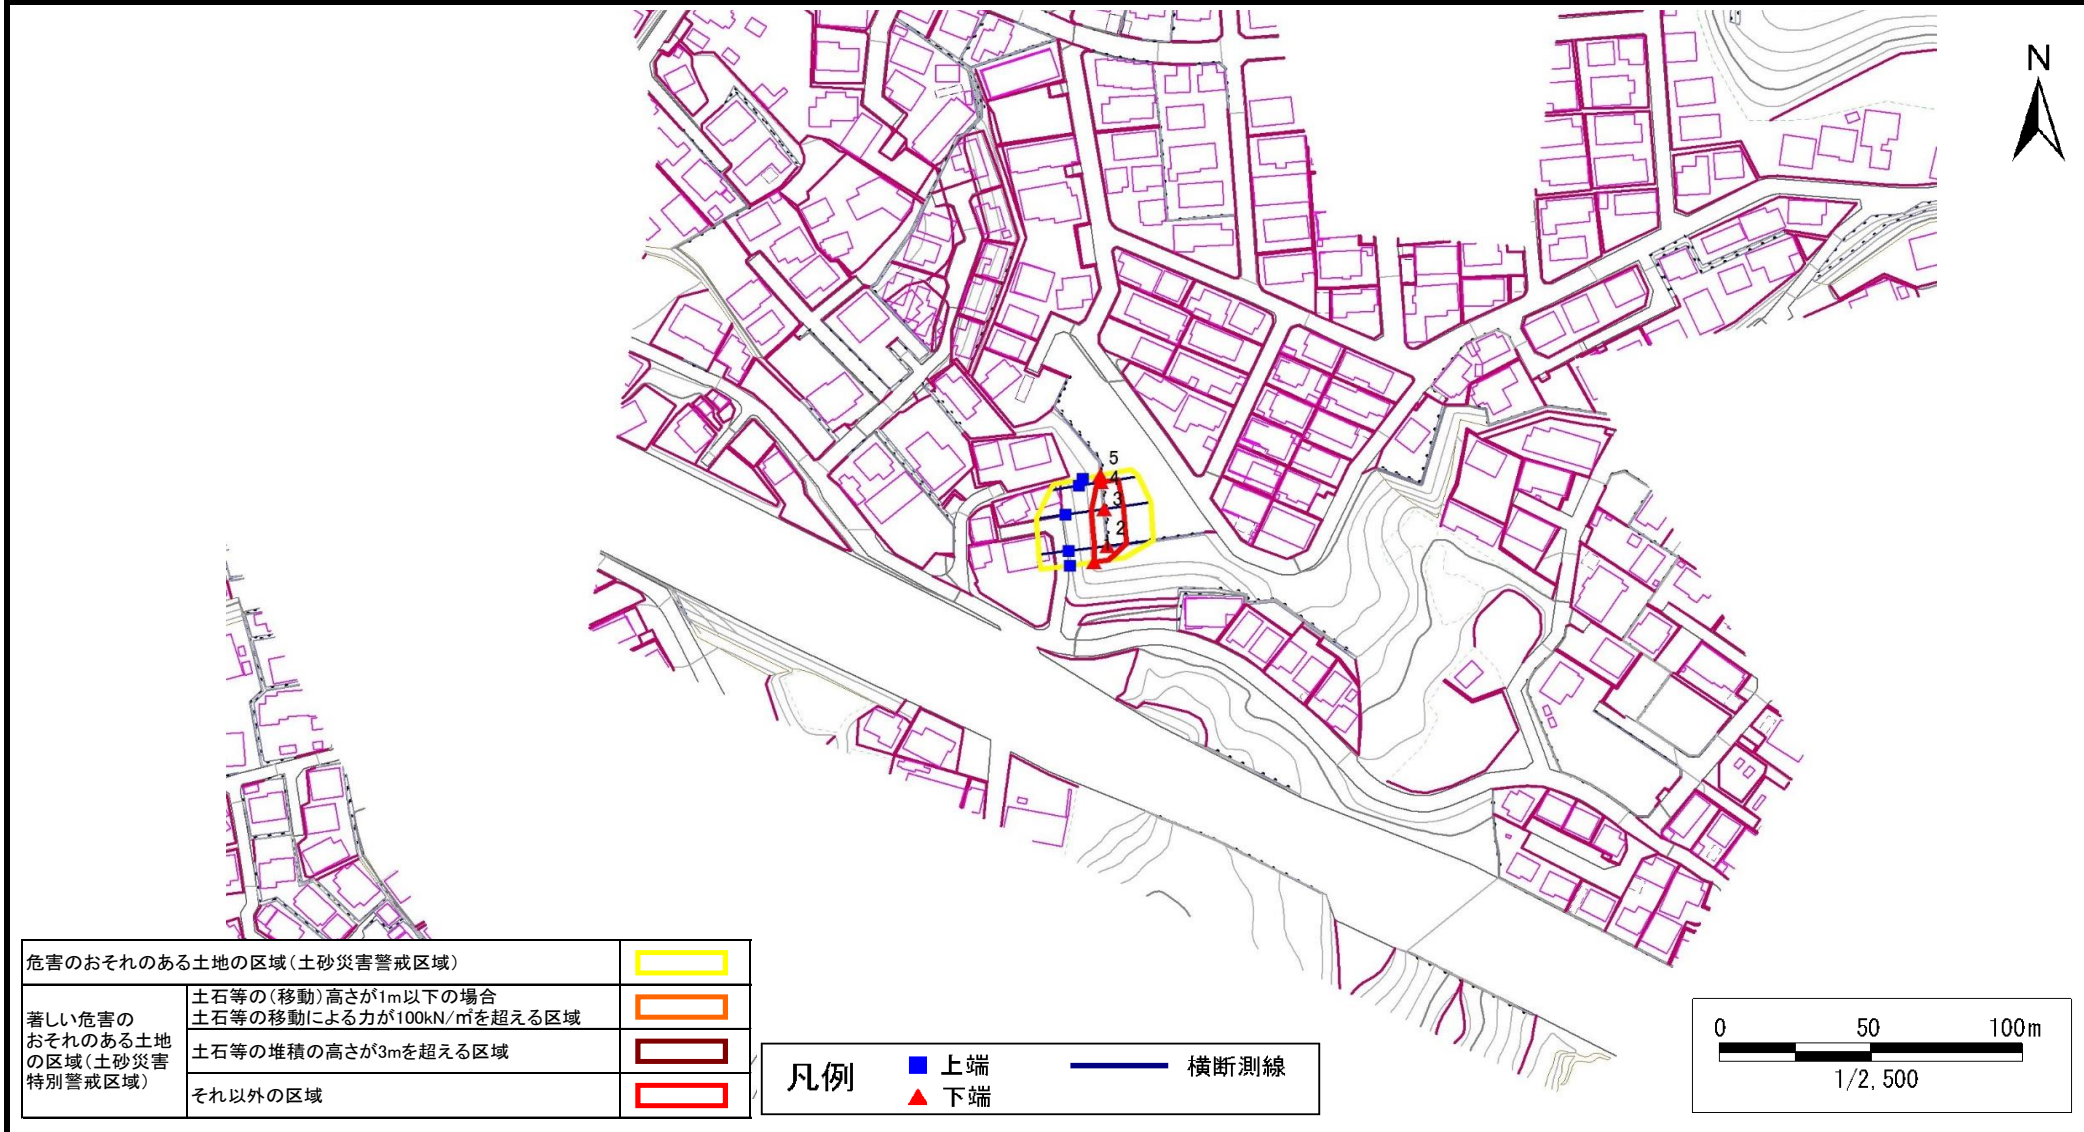 N
5
4
3
2
1
危害のおそれのある土地の区域(土砂災害警戒区域)
著しい危害の
おそれのある土地
の区域(土砂災害
特別警戒区域)
土石等の(移動)高さが1m以下の場合
土石等の移動による力が100kN/㎡を超える区域
土石等の堆積の高さが3mを超える区域
それ以外の区域
凡例
上端
下端
横断測線
0 50 100m
1/2,500